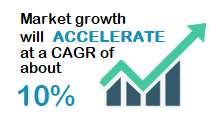 Market growth
will ACCELERATE
at a CAGR of
about
10%